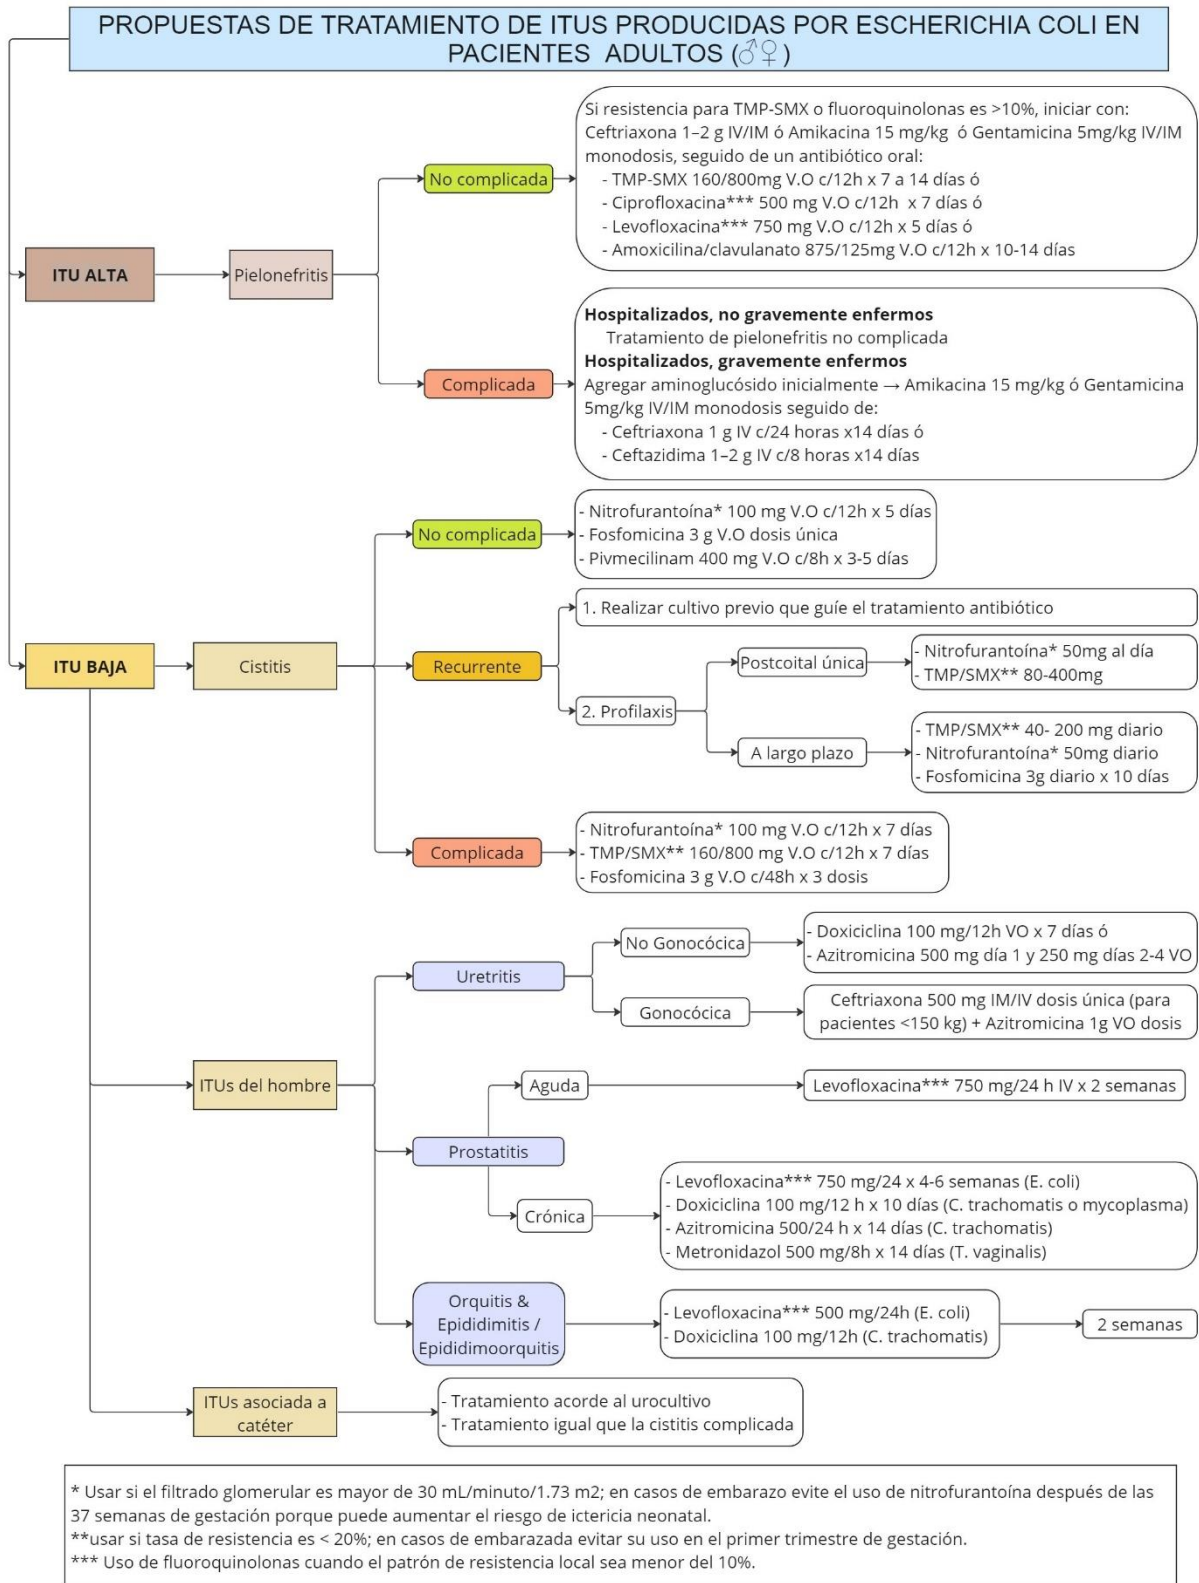 PROPUESTAS DE TRATAMIENTO DE ITUS PRODUCIDAS POR ESCHERICHIA COLI EN
PACIENTES ADULTOS (♂♀)
Si resistencia para TMP-SMX o fluoroquinolonas es >10%, iniciar con:
Ceftriaxona 1–2 g IV/IM ó Amikacina 15 mg/kg ó Gentamicina 5mg/kg IV/IM
monodosis, seguido de un antibiótico oral:
- TMP-SMX 160/800mg V.O c/12h x 7 a 14 días ó
- Ciprofloxacina*** 500 mg V.O c/12h x 7 días ó
- Levofloxacina*** 750 mg V.O c/12h x 5 días ó
- Amoxicilina/clavulanato 875/125mg V.O c/12h x 10-14 días
No complicada
ITU ALTA
Pielonefritis
Complicada
Hospitalizados, no gravemente enfermos
Tratamiento de pielonefritis no complicada
Hospitalizados, gravemente enfermos
Agregar aminoglucósido inicialmente → Amikacina 15 mg/kg ó Gentamicina
5mg/kg IV/IM monodosis seguido de:
- Ceftriaxona 1 g IV c/24 horas x14 días ó
- Ceftazidima 1–2 g IV c/8 horas x14 días
ITU BAJA
Cistitis
No complicada
- Nitrofurantoína* 100 mg V.O c/12h x 5 días
- Fosfomicina 3 g V.O dosis única
- Pivmecilinam 400 mg V.O c/8h x 3-5 días
Recurrente
1. Realizar cultivo previo que guíe el tratamiento antibiótico
2. Profilaxis
Postcoital única
- Nitrofurantoína* 50mg al día
- TMP/SMX** 80-400mg
A largo plazo
- TMP/SMX** 40- 200 mg diario
- Nitrofurantoína* 50mg diario
- Fosfomicina 3g diario x 10 días
Complicada
- Nitrofurantoína* 100 mg V.O c/12h x 7 días
- TMP/SMX** 160/800 mg V.O c/12h x 7 días
- Fosfomicina 3 g V.O c/48h x 3 dosis
ITUs del hombre
Uretritis
No Gonocócica
- Doxiciclina 100 mg/12h VO x 7 días ó
- Azitromicina 500 mg día 1 y 250 mg días 2-4 VO
Gonocócica
Ceftriaxona 500 mg IM/IV dosis única (para
pacientes <150 kg) + Azitromicina 1g VO dosis
Prostatitis
Aguda
Levofloxacina*** 750 mg/24 h IV x 2 semanas
Crónica
- Levofloxacina*** 750 mg/24 x 4-6 semanas (E. coli)
- Doxiciclina 100 mg/12 h x 10 días (C. trachomatis o mycoplasma)
- Azitromicina 500/24 h x 14 días (C. trachomatis)
- Metronidazol 500 mg/8h x 14 días (T. vaginalis)
Orquitis &
Epididimitis /
Epididimoorquitis
- Levofloxacina*** 500 mg/24h (E. coli)
- Doxiciclina 100 mg/12h (C. trachomatis)
2 semanas
ITUs asociada a
catéter
- Tratamiento acorde al urocultivo
- Tratamiento igual que la cistitis complicada
* Usar si el filtrado glomerular es mayor de 30 mL/minuto/1.73 m2; en casos de embarazo evite el uso de nitrofurantoína después de las
37 semanas de gestación porque puede aumentar el riesgo de ictericia neonatal.
**usar si tasa de resistencia es < 20%; en casos de embarazada evitar su uso en el primer trimestre de gestación.
*** Uso de fluoroquinolonas cuando el patrón de resistencia local sea menor del 10%.